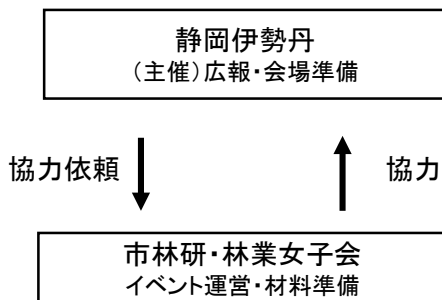 静岡伊勢丹
(主催)広報・会場準備
協力依頼
協力
市林研・林業女子会
イベント運営・材料準備